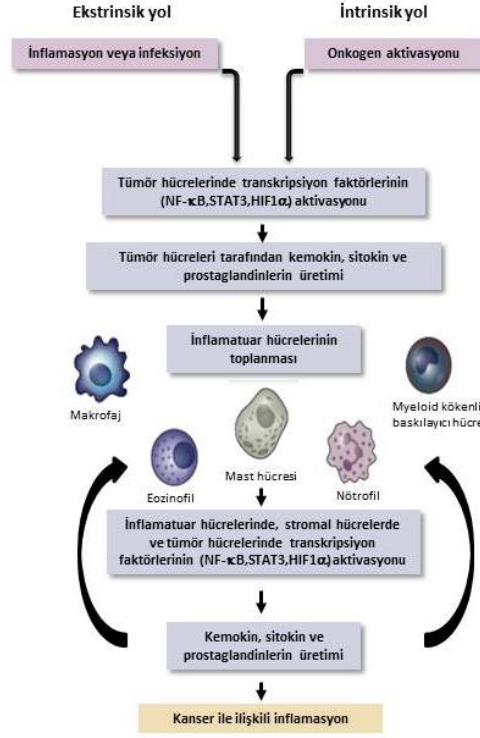 Ekstrinsik yol
İntrinsik yol
İnflamasyon veya infeksiyon
Onkogen aktivasyonu
Tümör hücrelerinde transkripsiyon faktörlerinin
(NF-κB,STAT3,HIF1α) aktivasyonu
Tümör hücreleri tarafından kemokin, sitokin ve
prostaglandinlerin üretimi
İnflamatuar hücrelerinin
toplanması
Makrofaj
Myeloid kökenli
baskılayıcı hücre
Eozinofil
Mast hücresi
Nötrofil
İnflamatuar hücrelerinde, stromal hücrelerde
ve tümör hücrelerinde transkripsiyon
faktörlerinin (NF-κB,STAT3,HIF1α) aktivasyonu
Kemokin, sitokin ve
prostaglandinlerin üretimi
Kanser ile ilişkili inflamasyon